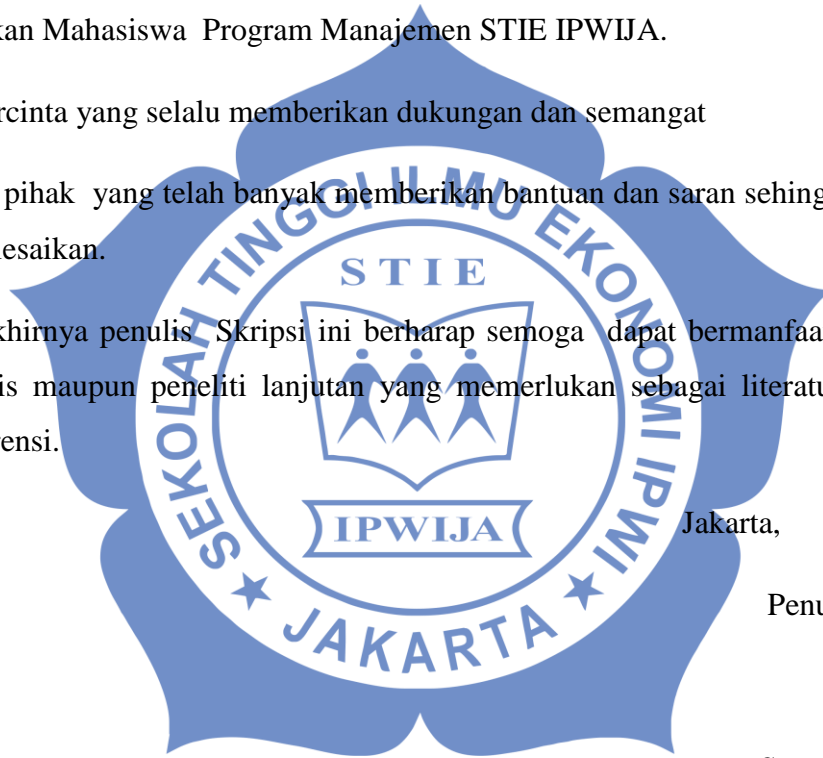 kan Mahasiswa Program Manajemen STIE IPWIJA.
rcinta yang selalu memberikan dukungan dan semangat
pihak yang telah banyak memberikan bantuan dan saran sehing
lesaikan.
khirnya penulis Skripsi ini berharap semoga dapat bermanfaa
is maupun peneliti lanjutan yang memerlukan sebagai literatu
rensi.
Jakarta,
Penu
SEKOLAH TINGGI ILMU EKONOMI IPWI
STIE
IPWIJA
★ JAKARTA ★